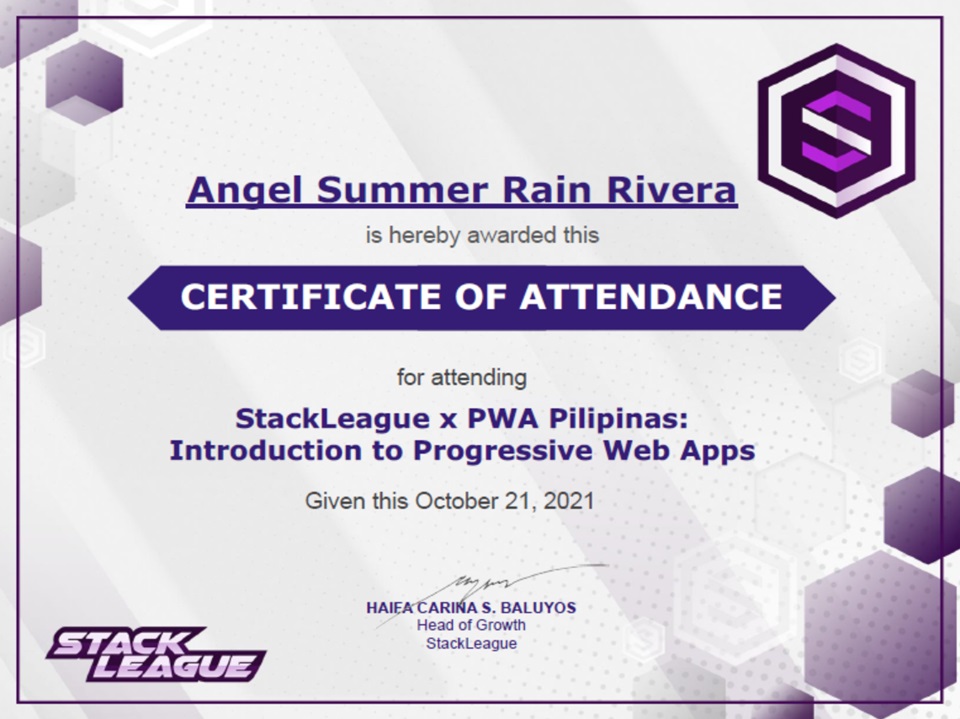 Angel Summer Rain Rivera
is hereby awarded this
CERTIFICATE OF ATTENDANCE
for attending
StackLeague x PWA Pilipinas:
Introduction to Progressive Web Apps
Given this October 21, 2021
HAIFA CARINA S. BALUYOS
Head of Growth
StackLeague
STACK
LEAGUE